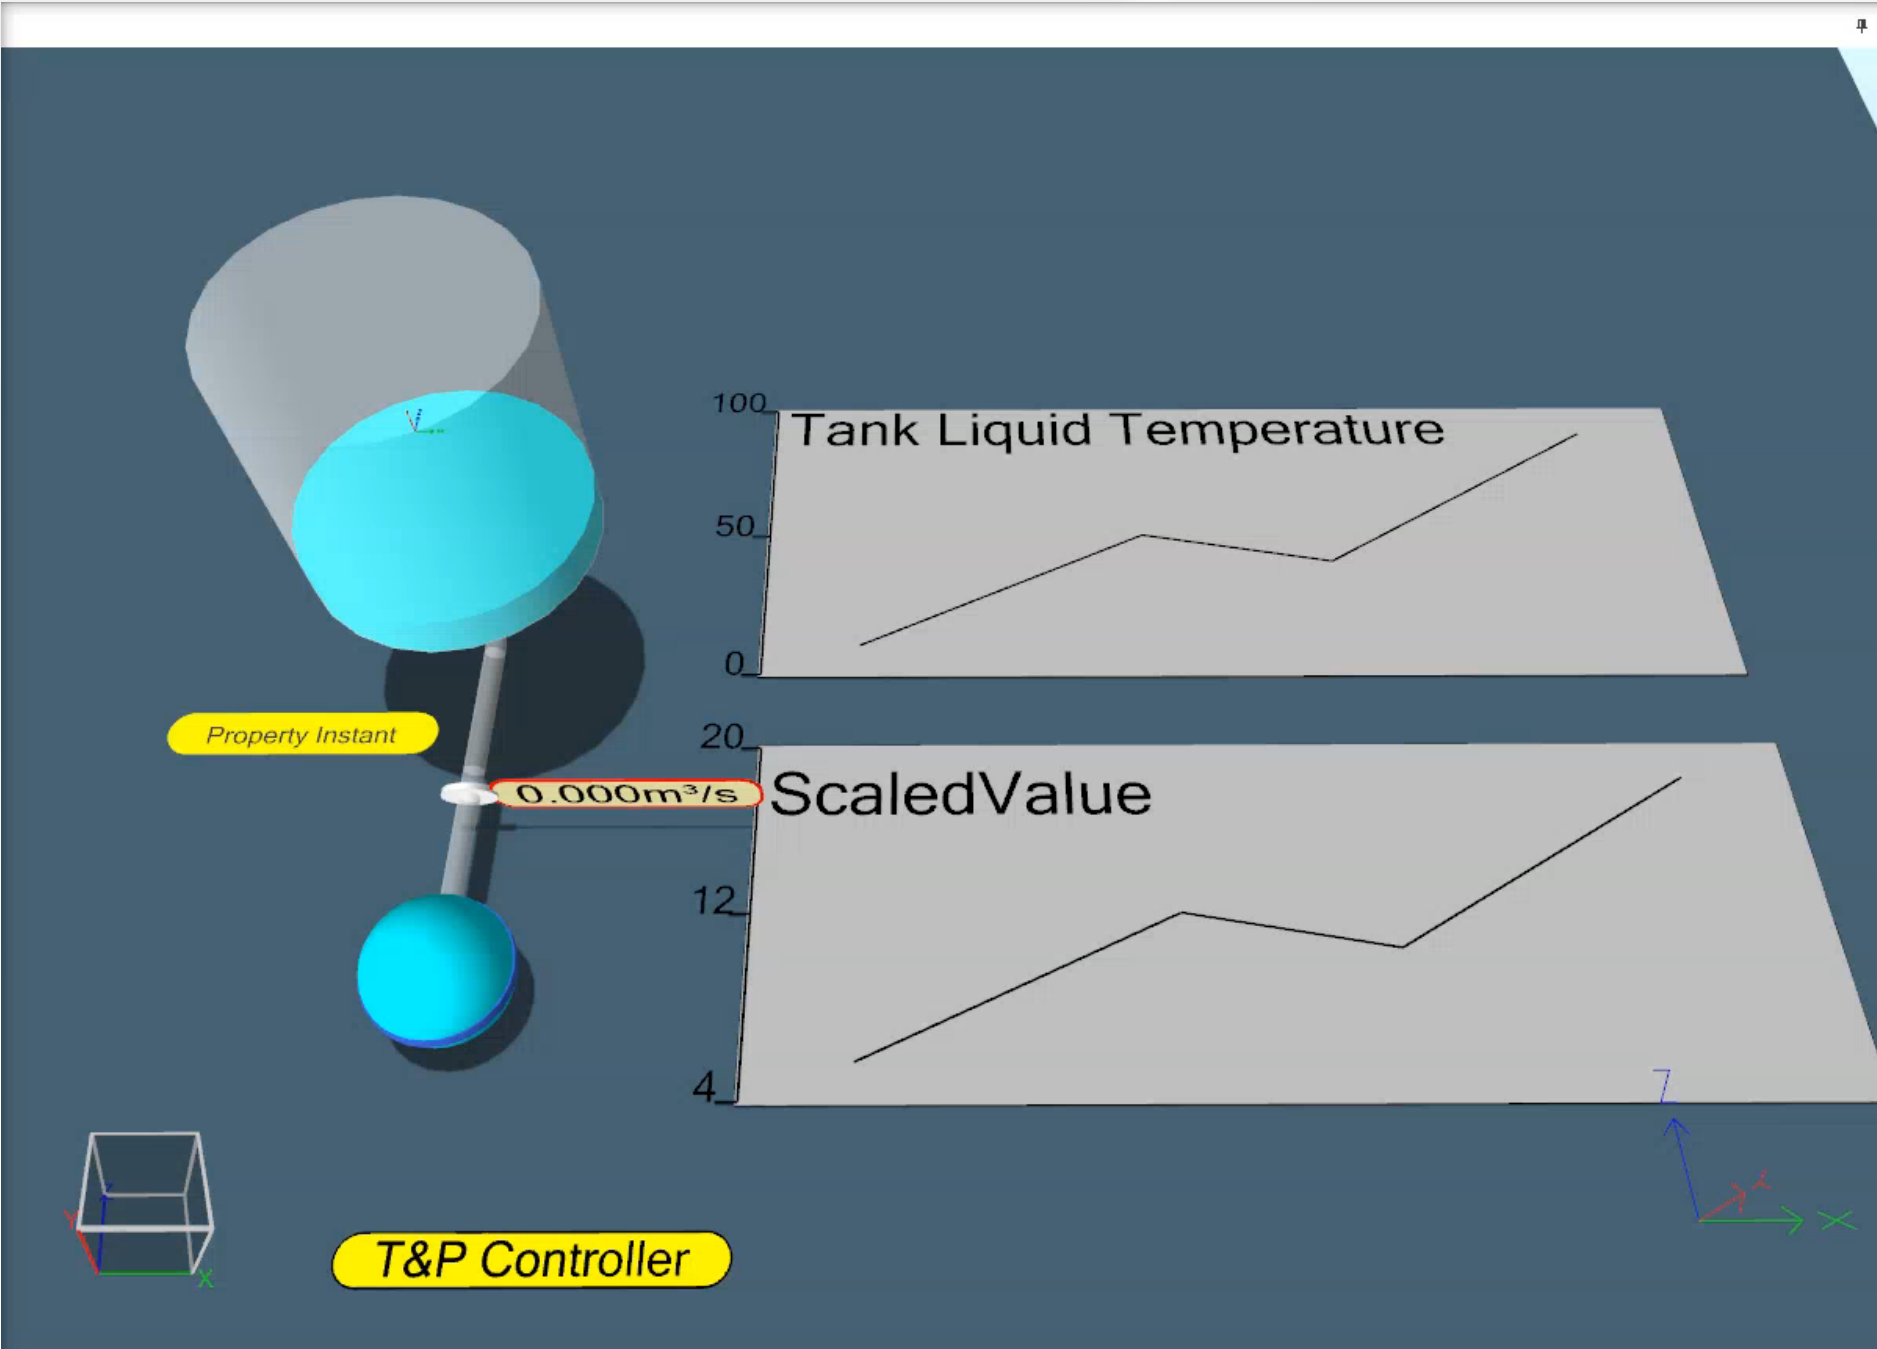 100
Tank Liquid Temperature
50
0
Property Instant
20
0.000m³/s
ScaledValue
12
4
Z
Y
X
Z
Y
X
T&P Controller